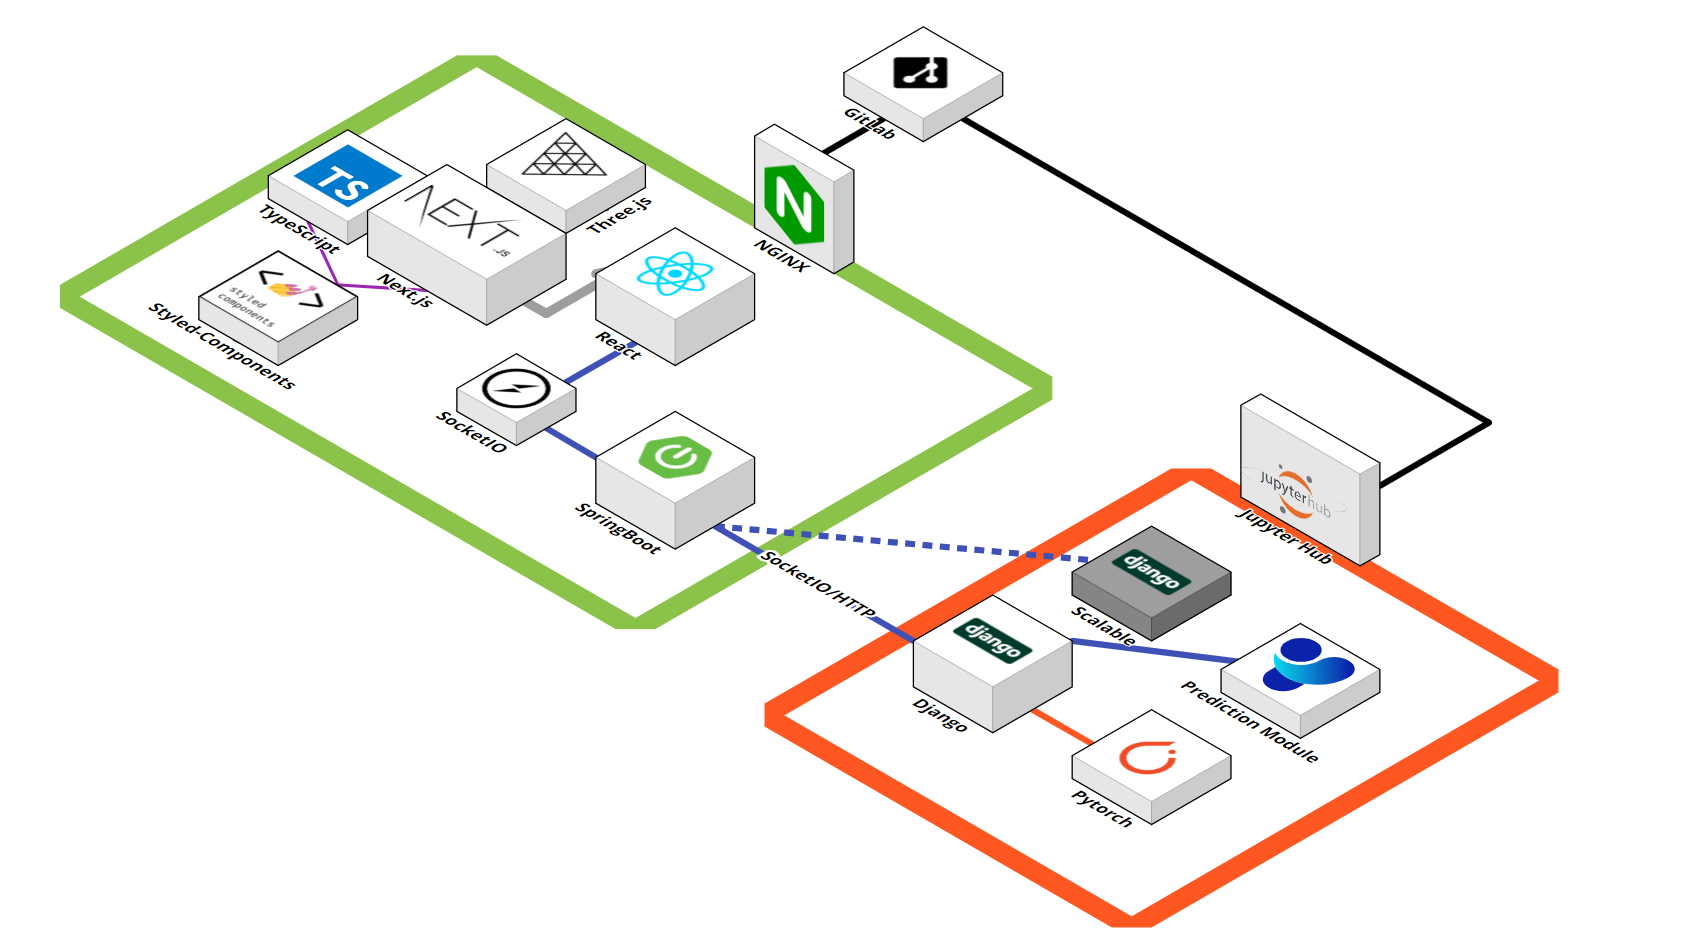 GitLab
TS
TypeScript
NEXT
.JS
Next.js
Three.js
N
NGINX
styled
components
Styled-Components
React
SocketIO
SpringBoot
SocketIO/HTTP
jupyterhub
Jupyter Hub
django
Scalable
django
Django
Prediction Module
Pytorch